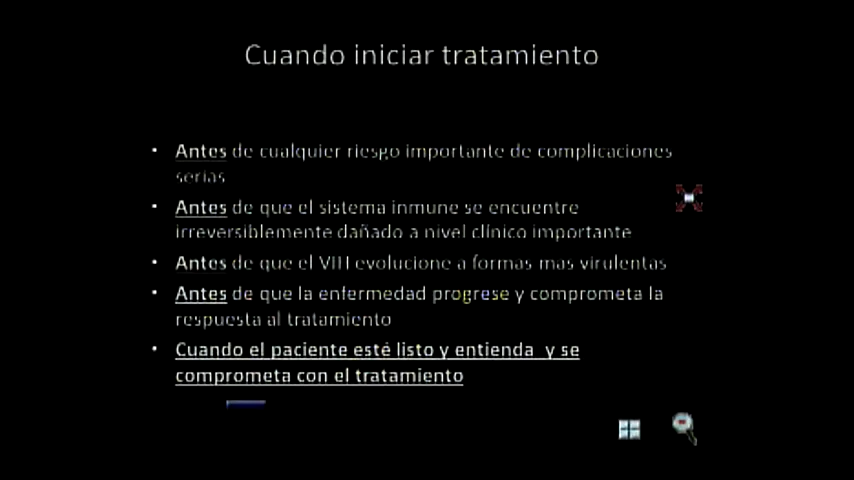 Cuando iniciar tratamiento
• Antes de cualquier riesgo importante de complicaciones
serias
• Antes de que el sistema inmune se encuentre
irreversiblemente dañado a nivel clínico importante
• Antes de que el VIH evolucione a formas mas virulentas
• Antes de que la enfermedad progrese y comprometa la
respuesta al tratamiento
• Cuando el paciente esté listo y entienda y se
comprometa con el tratamiento